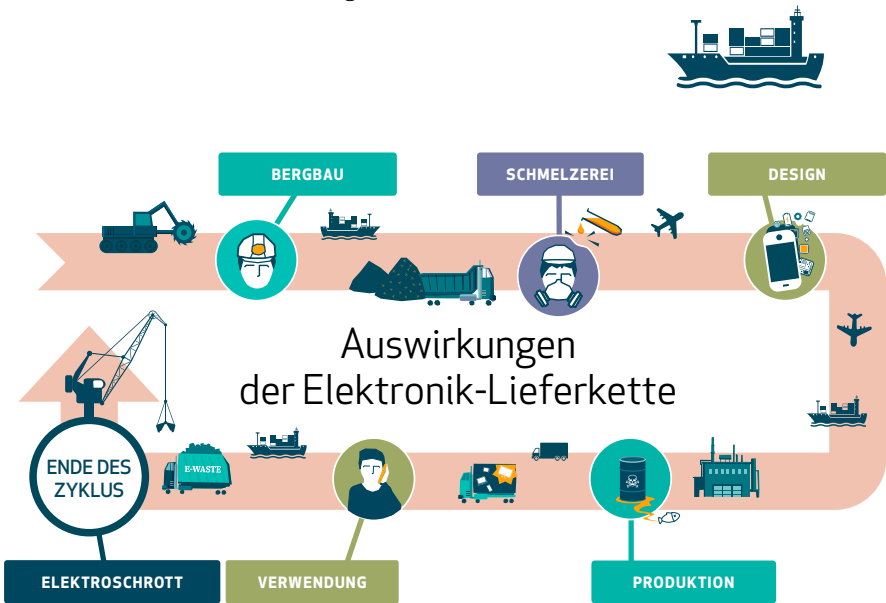 BERGBAU
SCHMELZEREI
DESIGN
Auswirkungen
der Elektronik-Lieferkette
ENDE DES
ZYKLUS
E-WASTE
ELEKTROSCHROTT
VERWENDUNG
PRODUKTION